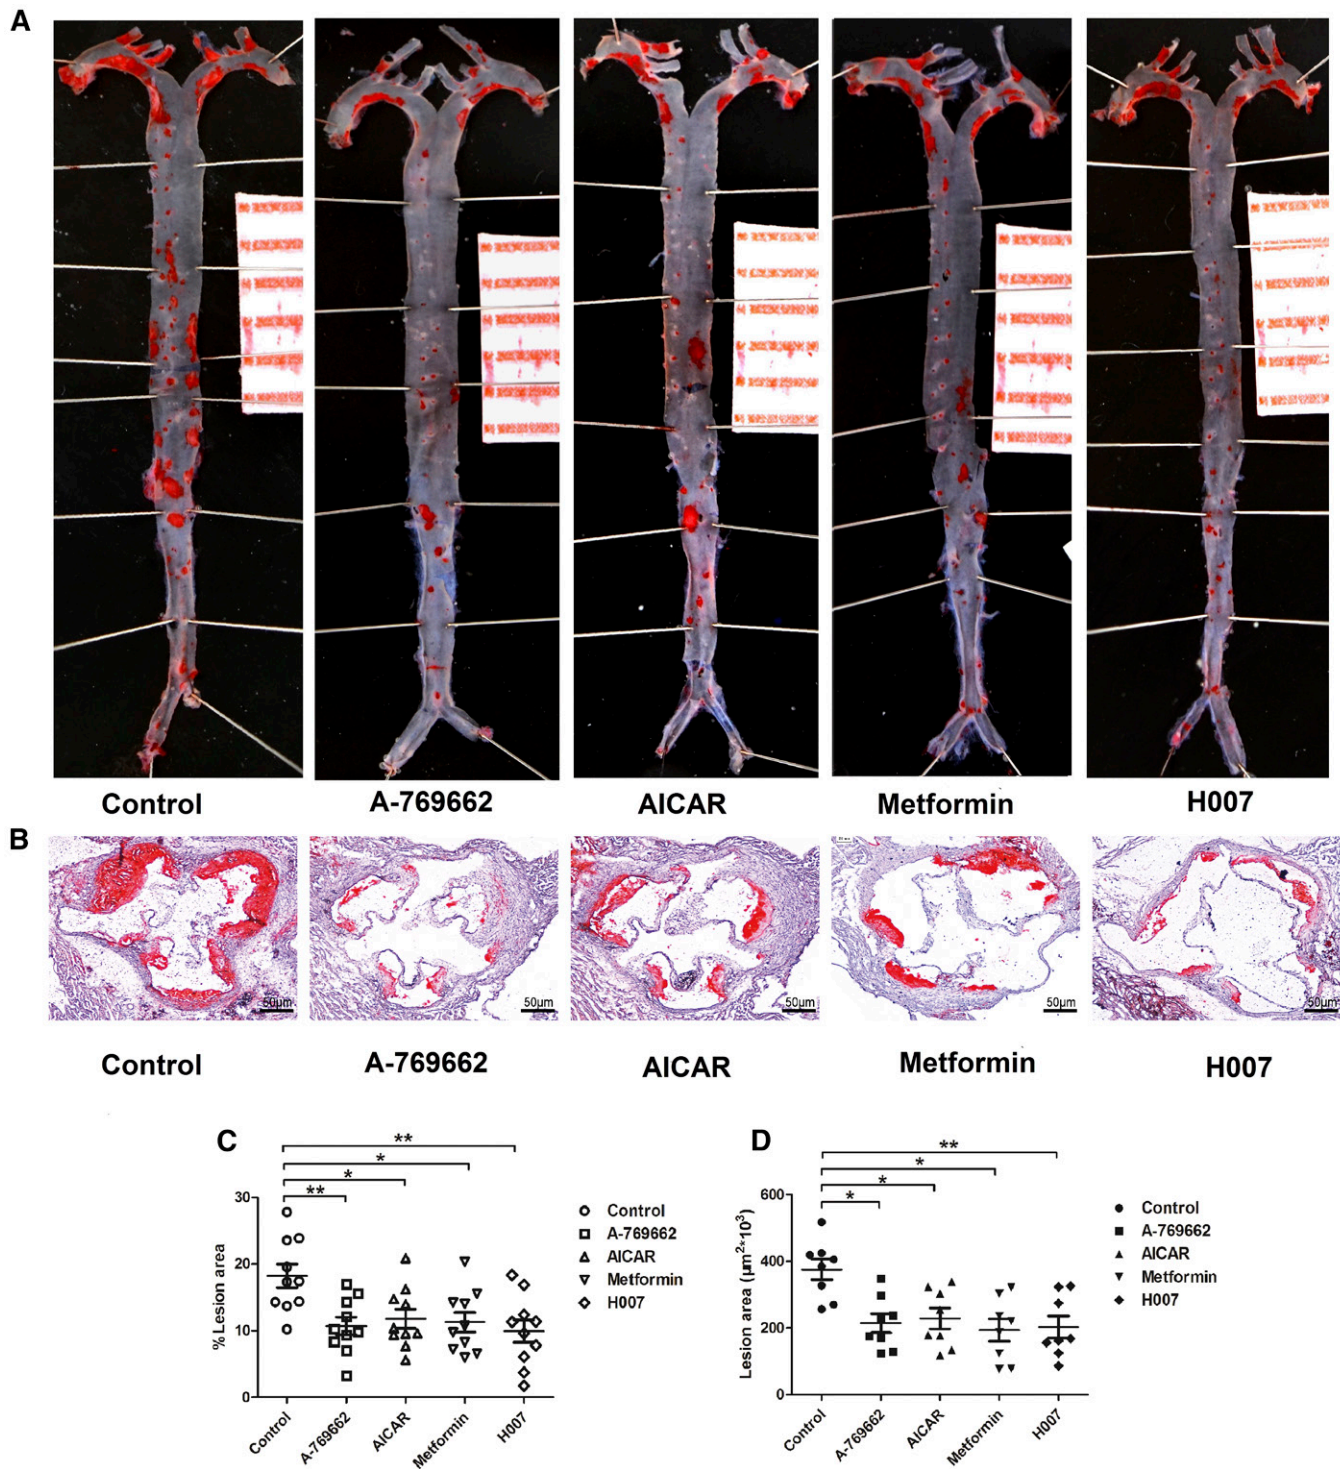 A
Control
A-769662
AICAR
Metformin
H007
B
50µm
50µm
50µm
50µm
50µm
Control
A-769662
AICAR
Metformin
H007
C
**
*
*
**
30
20
10
0
%Lesion area
Control
A-769662
AICAR
Metformin
H007
Control
A-769662
AICAR
Metformin
H007
D
**
*
*
*
600
400
200
0
Lesion area (µm²*10³)
Control
A-769662
AICAR
Metformin
H007
Control
A-769662
AICAR
Metformin
H007